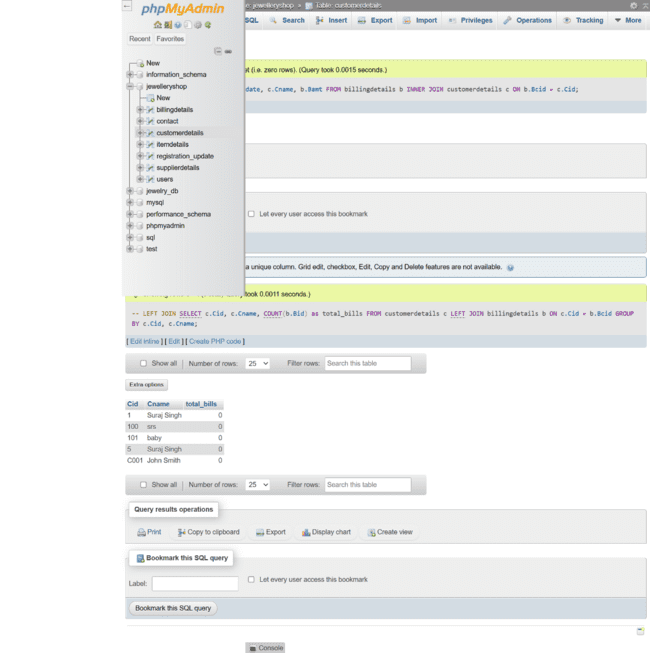 phpMyAdmin
Recent Favorites
New
information_schema
jewelleryshop
New
billingdetails
contact
customerdetails
itemdetails
registration_update
supplierdetails
users
jewelry_db
mysql
performance_schema
phpmyadmin
sql
test
e_jewelleryshop » Table customerdetails
SQL Search Insert Export Import Privileges Operations Tracking More
t (i.e. zero rows). (Query took 0.0015 seconds.)
date, c.Cname, b.Bamt FROM billingdetails b INNER JOIN customerdetails c ON b.Bcid = c.Cid;
Let every user access this bookmark
a unique column. Grid edit, checkbox, Edit, Copy and Delete features are not available.
took 0.0011 seconds.)
-- LEFT JOIN SELECT c.Cid, c.Cname, COUNT(b.Bid) as total_bills FROM customerdetails c LEFT JOIN billingdetails b ON c.Cid = b.Bcid GROUP
BY c.Cid, c.Cname;
[ Edit inline ] [ Edit ] [ Create PHP code ]
Show all Number of rows: 25 Filter rows: Search this table
Extra options
Cid Cname total_bills
1 Suraj Singh 0
100 srs 0
101 baby 0
5 Suraj Singh 0
C001 John Smith 0
Show all Number of rows: 25 Filter rows: Search this table
Query results operations
Print Copy to clipboard Export Display chart Create view
Bookmark this SQL query
Label: Let every user access this bookmark
Bookmark this SQL query
Console